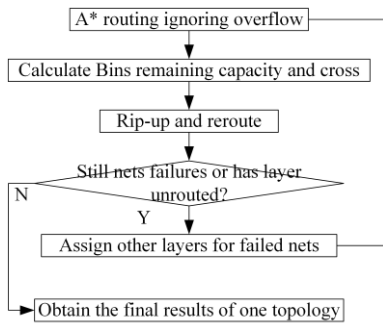 A* routing ignoring overflow
Calculate Bins remaining capacity and cross
Rip-up and reroute
Still nets failures or has layer
unrouted?
N
Y
Assign other layers for failed nets
Obtain the final results of one topology